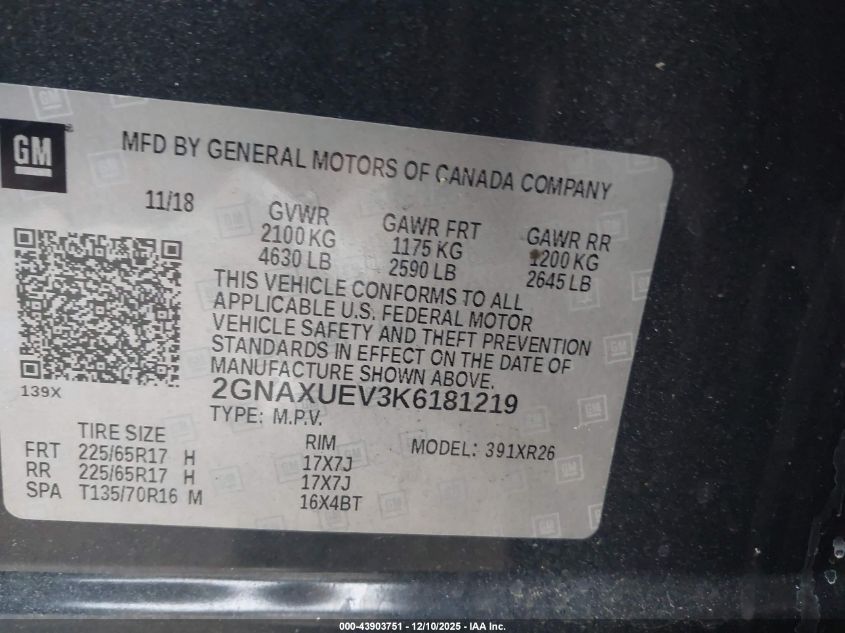 GM
MFD BY GENERAL MOTORS OF CANADA COMPANY
11/18
GVWR
2100 KG
4630 LB
GAWR FRT
1175 KG
2590 LB
GAWR RR
1200 KG
2645 LB
THIS VEHICLE CONFORMS TO ALL
APPLICABLE U.S. FEDERAL MOTOR
VEHICLE SAFETY AND THEFT PREVENTION
STANDARDS IN EFFECT ON THE DATE OF
MANUFACTURE SHOWN ABOVE.
139X
2GNAXUEV3K6181219
TYPE: M.P.V.
MODEL: 391XR26
TIRE SIZE
RIM
FRT 225/65R17 H 17X7J
RR 225/65R17 H 17X7J
SPA T135/70R16 M 16X4BT
000-43903751 - 12/10/2025 - IAA Inc.